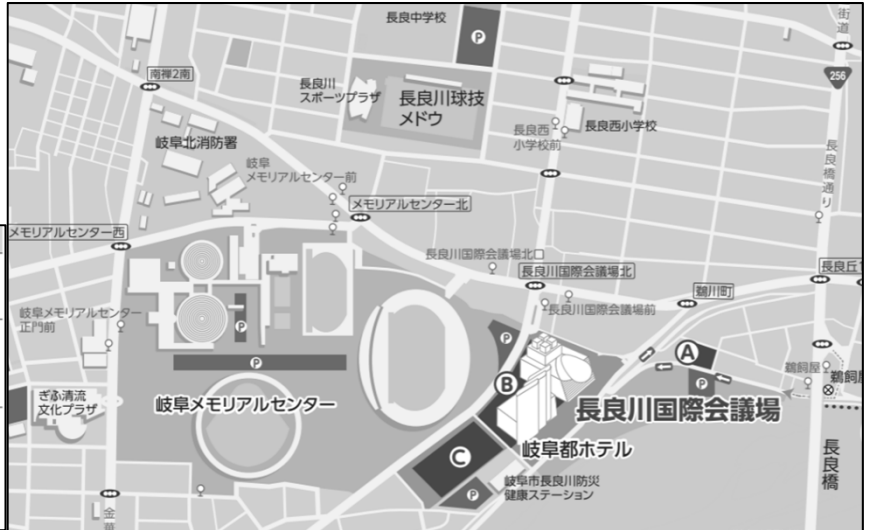 長良中学校
P
街道
256
南禅2南
長良川
スポーツプラザ
長良川球技
メドウ
長良西
小学校前
長良西小学校
岐阜北消防署
岐阜
メモリアルセンター前
長良橋通り
メモリアルセンター北
メモリアルセンター西
長良川国際会議場北口
長良川国際会議場北
長良丘1
鵜川町
長良川国際会議場前
岐阜メモリアルセンター
正門前
P
P
P
A
B
P
鵜飼屋
鵜飼屋
ぎふ清流
文化プラザ
岐阜メモリアルセンター
長良川国際会議場
岐阜都ホテル
C
長良橋
岐阜市長良川防災
健康ステーション
P
金華